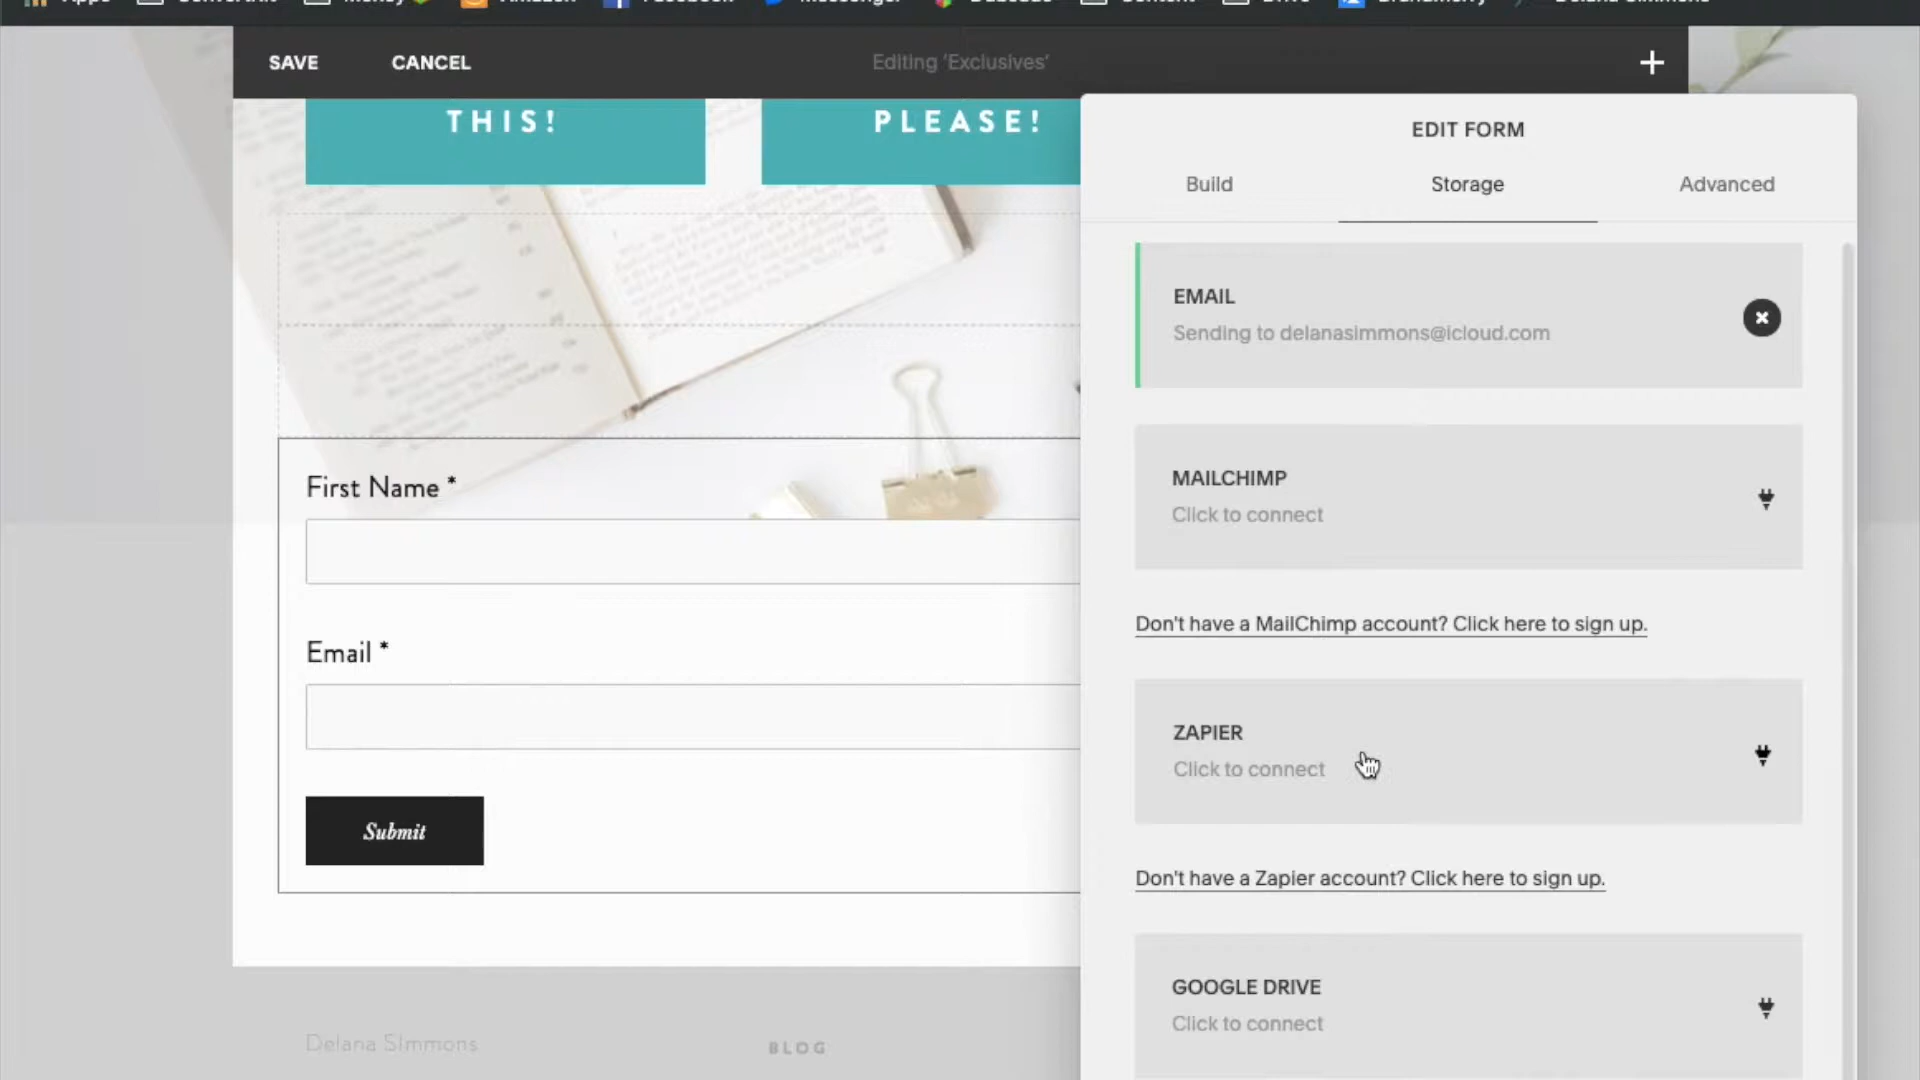 SAVE
CANCEL
Editing 'Exclusives'
THIS!
PLEASE!
EDIT FORM
Build
Storage
Advanced
EMAIL
Sending to delanasimmons@icloud.com
MAILCHIMP
Click to connect
Don't have a MailChimp account? Click here to sign up.
ZAPIER
Click to connect
Don't have a Zapier account? Click here to sign up.
GOOGLE DRIVE
Click to connect
First Name *
Email *
Submit
Delana SImmons
BLOG